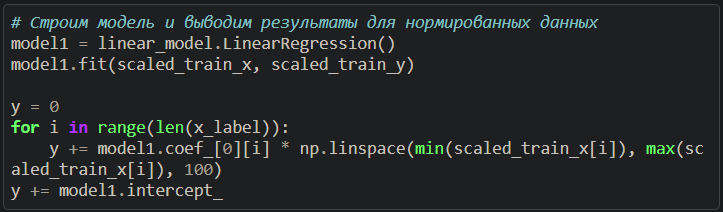 # Строим модель и выводим результаты для нормированных данных
model1 = linear_model.LinearRegression()
model1.fit(scaled_train_x, scaled_train_y)

y = 0
for i in range(len(x_label)):
    y += model1.coef_[0][i] * np.linspace(min(scaled_train_x[i]), max(sc
aled_train_x[i]), 100)
y += model1.intercept_